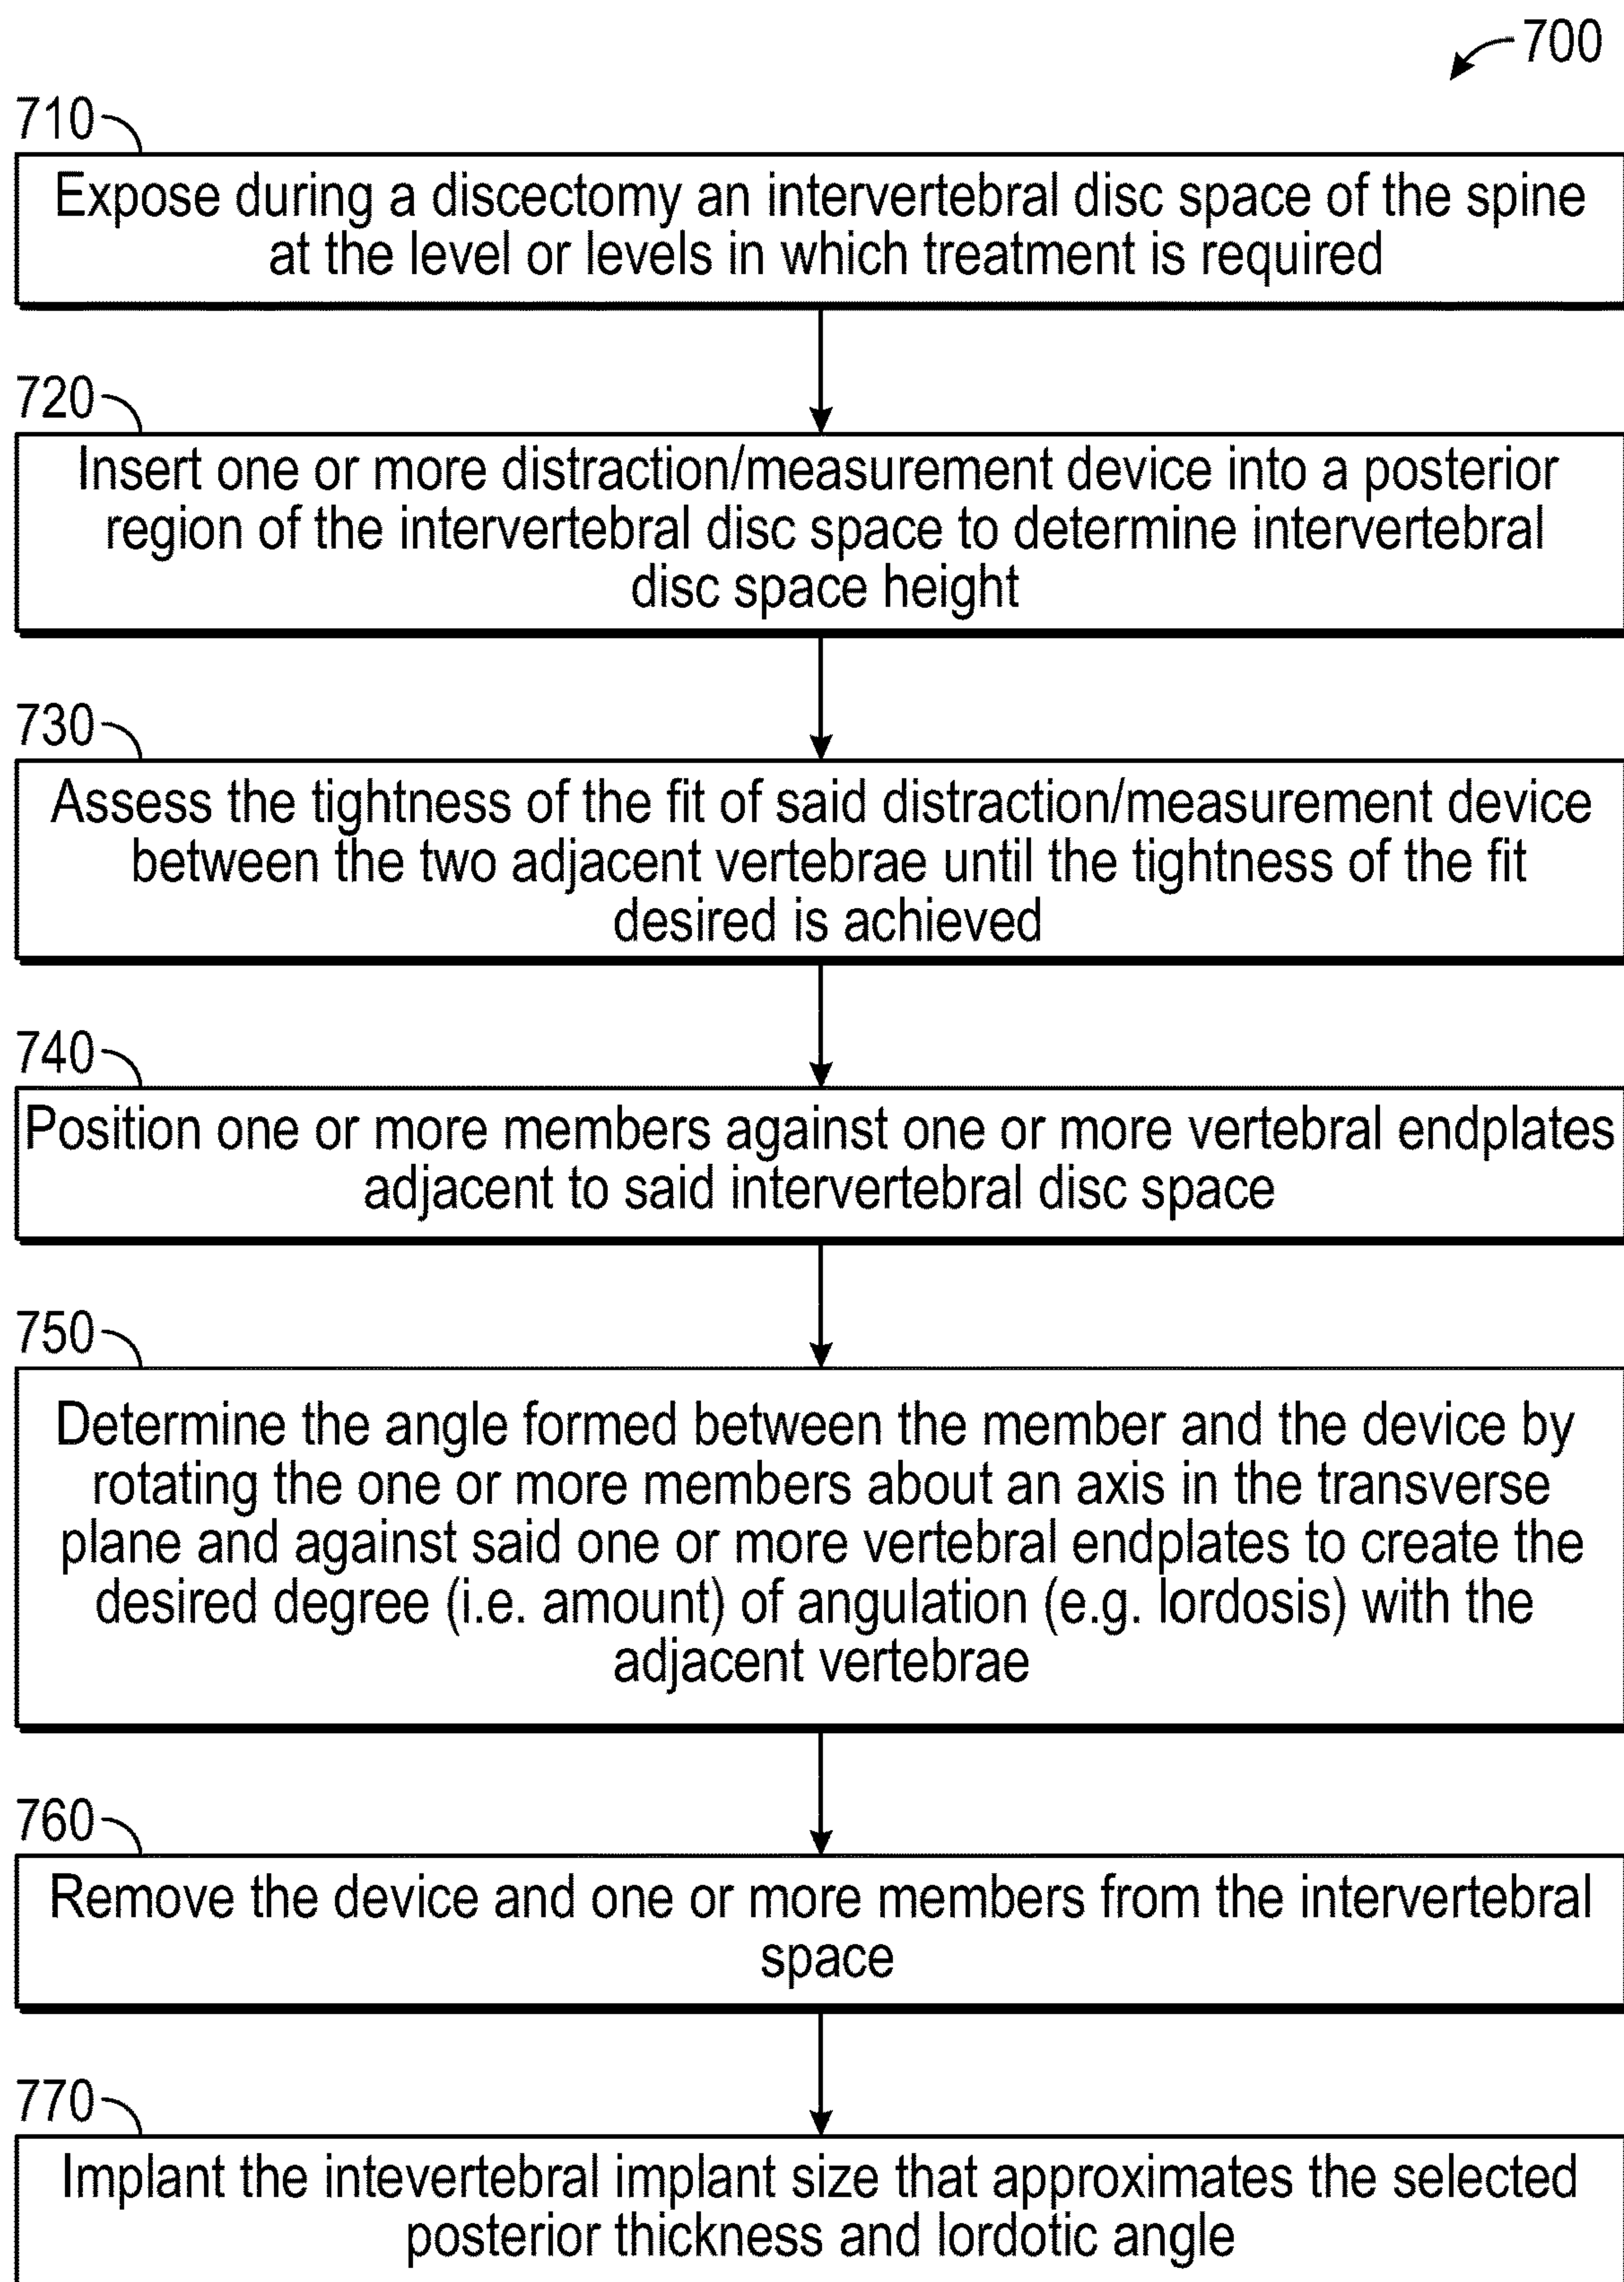 700
710
Expose during a discectomy an intervertebral disc space of the spine
at the level or levels in which treatment is required
720
Insert one or more distraction/measurement device into a posterior
region of the intervertebral disc space to determine intervertebral
disc space height
730
Assess the tightness of the fit of said distraction/measurement device
between the two adjacent vertebrae until the tightness of the fit
desired is achieved
740
Position one or more members against one or more vertebral endplates
adjacent to said intervertebral disc space
750
Determine the angle formed between the member and the device by
rotating the one or more members about an axis in the transverse
plane and against said one or more vertebral endplates to create the
desired degree (i.e. amount) of angulation (e.g. lordosis) with the
adjacent vertebrae
760
Remove the device and one or more members from the intervertebral
space
770
Implant the intevertebral implant size that approximates the selected
posterior thickness and lordotic angle